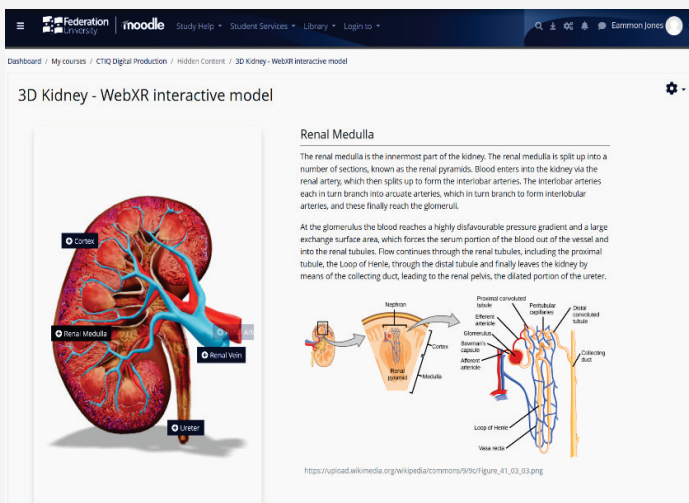 Federation University moodle Study Help Student Services Library Login to Eammon Jones
Dashboard / My courses / CTIQ Digital Production / Hidden Content / 3D Kidney - WebXR interactive model
3D Kidney - WebXR interactive model
Cortex
Renal Medulla
Renal Vein
Ureter
Renal Medulla
The renal medulla is the innermost part of the kidney. The renal medulla is split up into a
number of sections, known as the renal pyramids. Blood enters into the kidney via the
renal artery, which then splits up to form the interlobar arteries. The interlobar arteries
each in turn branch into arcuate arteries, which in turn branch to form interlobular
arteries, and these finally reach the glomeruli.
At the glomerulus the blood reaches a highly disfavourable pressure gradient and a large
exchange surface area, which forces the serum portion of the blood out of the vessel and
into the renal tubules. Flow continues through the renal tubules, including the proximal
tubule, the Loop of Henle, through the distal tubule and finally leaves the kidney by
means of the collecting duct, leading to the renal pelvis, the dilated portion of the ureter.
Nephron
Cortex
Renal
pyramid
Medulla
Proximal convoluted
tubule
Peritubular
capillaries
Distal
convoluted
tubule
Efferent
arteriole
Glomerulus
Bowman's
capsule
Afferent
arteriole
Collecting
duct
Loop of Henle
Vasa recta
https://upload.wikimedia.org/wikipedia/commons/9/9c/Figure_41_03_03.png